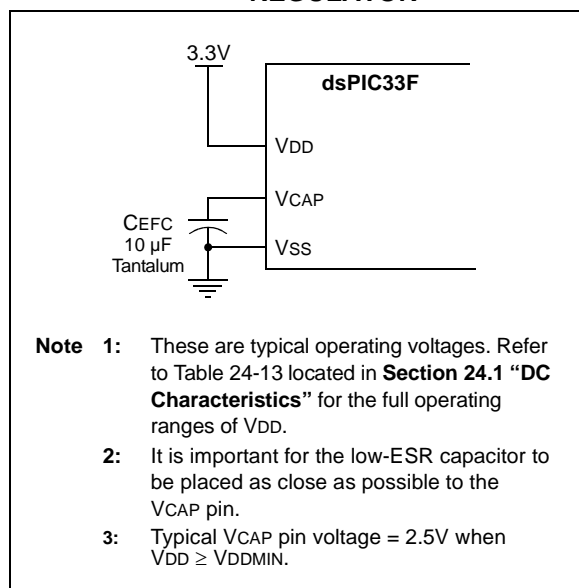 REGULATOR
3.3V
dsPIC33F
VDD
VCAP
CEFC
10 µF
Tantalum
VSS
Note 1: These are typical operating voltages. Refer
to Table 24-13 located in Section 24.1 “DC
Characteristics” for the full operating
ranges of VDD.
2: It is important for the low-ESR capacitor to
be placed as close as possible to the
VCAP pin.
3: Typical VCAP pin voltage = 2.5V when
VDD ≥ VDDMIN.